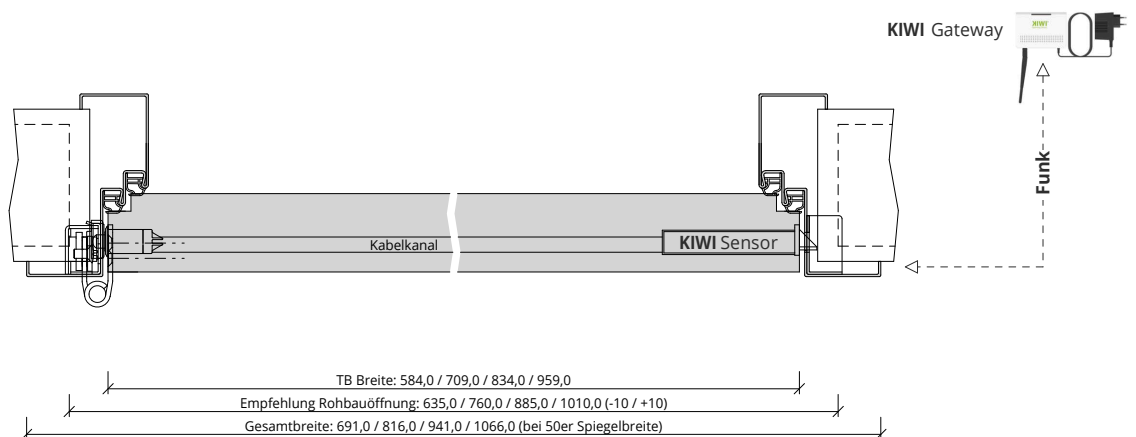 KIWI Gateway
KIWI
Funk
Kabelkanal
KIWI Sensor
TB Breite: 584,0 / 709,0 / 834,0 / 959,0
Empfehlung Rohbauöffnung: 635,0 / 760,0 / 885,0 / 1010,0 (-10 / +10)
Gesamtbreite: 691,0 / 816,0 / 941,0 / 1066,0 (bei 50er Spiegelbreite)